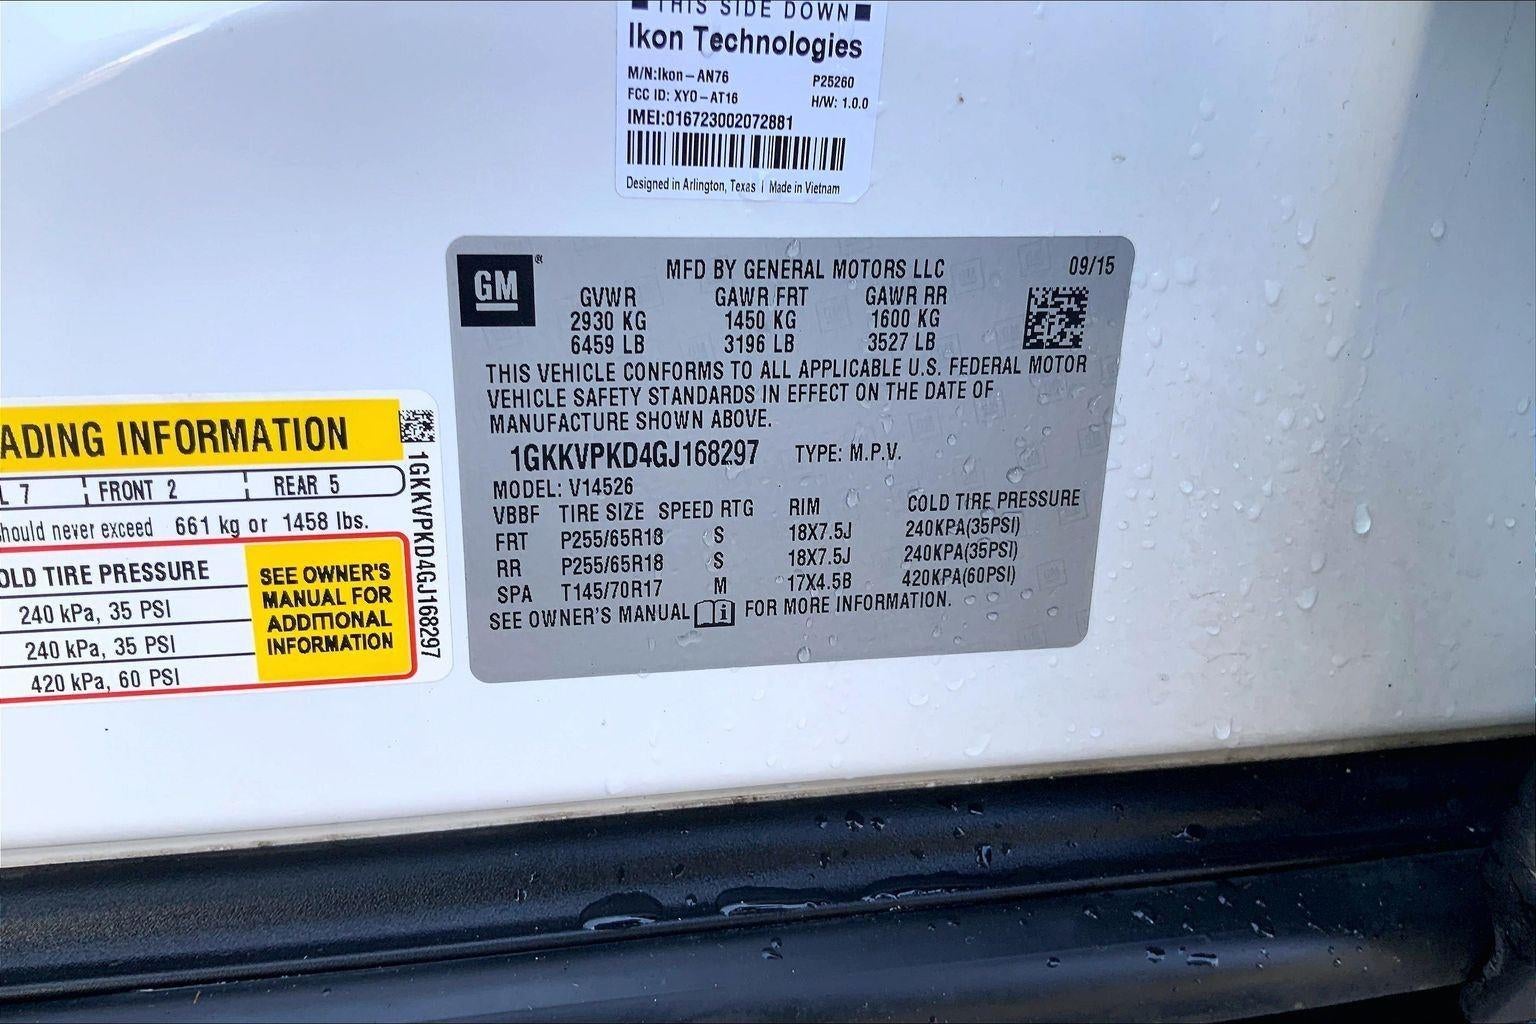 THIS SIDE DOWN
Ikon Technologies
M/N:Ikon-AN76 P25260
FCC ID: XYO-AT16 H/W: 1.0.0
IMEI:016723002072881
Designed in Arlington, Texas | Made in Vietnam
GM®
MFD BY GENERAL MOTORS LLC 09/15
GVWR GAWR FRT GAWR RR
2930 KG 1450 KG 1600 KG
6459 LB 3196 LB 3527 LB
THIS VEHICLE CONFORMS TO ALL APPLICABLE U.S. FEDERAL MOTOR
VEHICLE SAFETY STANDARDS IN EFFECT ON THE DATE OF
MANUFACTURE SHOWN ABOVE.
1GKKVPKD4GJ168297 TYPE: M.P.V.
MODEL: V14526
VBBF TIRE SIZE SPEED RTG RIM COLD TIRE PRESSURE
FRT P255/65R18 S 18X7.5J 240KPA(35PSI)
RR P255/65R18 S 18X7.5J 240KPA(35PSI)
SPA T145/70R17 M 17X4.5B 420KPA(60PSI)
SEE OWNER'S MANUAL FOR MORE INFORMATION.
ADING INFORMATION
L 7 FRONT 2 REAR 5
hould never exceed 661 kg or 1458 lbs.
OLD TIRE PRESSURE
240 kPa, 35 PSI
240 kPa, 35 PSI
420 kPa, 60 PSI
SEE OWNER'S
MANUAL FOR
ADDITIONAL
INFORMATION
1GKKVPKD4GJ168297